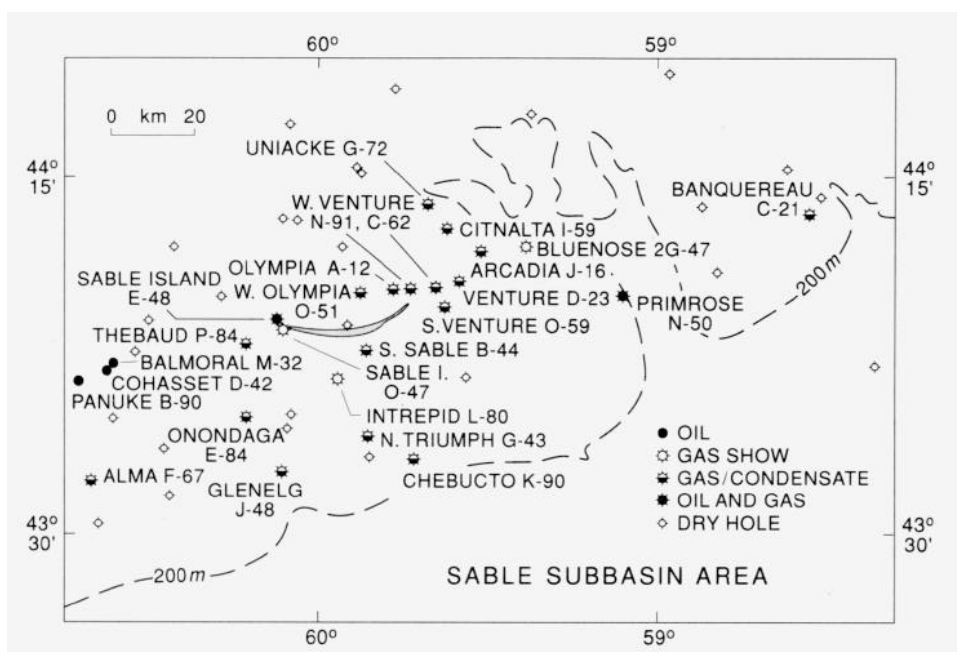 60°
59°
0 km 20
UNIACKE G-72
44°
15'
44°
15'
BANQUEREAU
C-21
W. VENTURE
N-91, C-62
CITNALTA I-59
BLUENOSE 2G-47
SABLE ISLAND
E-48
OLYMPIA A-12
ARCADIA J-16
200m
W. OLYMPIA
O-51
VENTURE D-23
PRIMROSE
N-50
S. VENTURE O-59
THEBAUD P-84
S. SABLE B-44
BALMORAL M-32
SABLE I.
O-47
COHASSET D-42
PANUKE B-90
INTREPID L-80
ONONDAGA
E-84
N. TRIUMPH G-43
OIL
GAS SHOW
ALMA F-67
GLENELG
J-48
CHEBUCTO K-90
GAS/CONDENSATE
OIL AND GAS
DRY HOLE
43°
30'
43°
30'
200m
SABLE SUBBASIN AREA
60°
59°